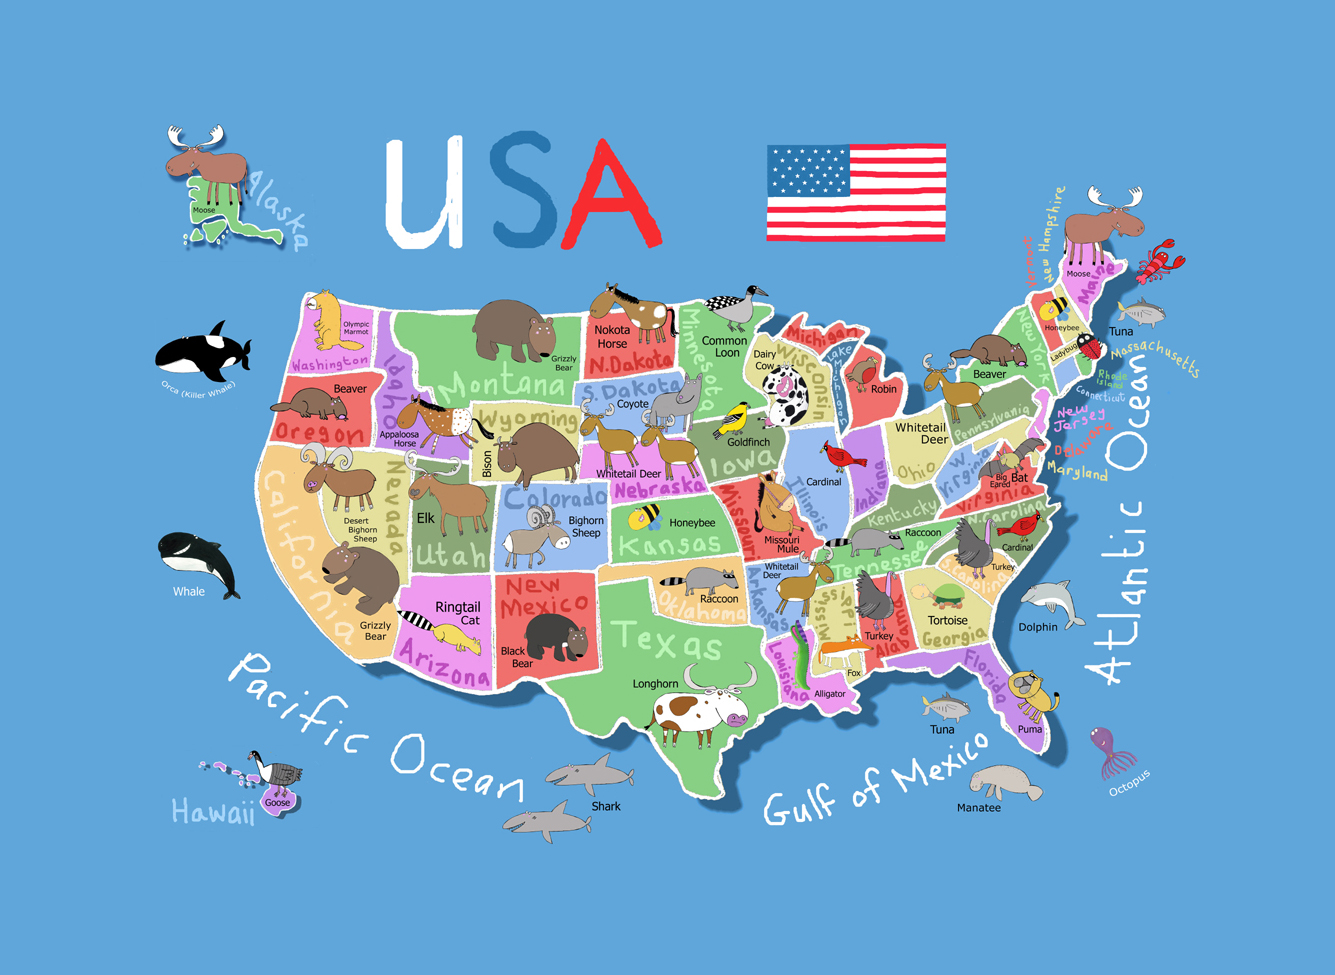 USA
Alaska
Moose
New Hampshire
Vermont
Moose
Maine
Tuna
Honeybee
Ladybug
Massachusetts
Rhode
Island
Connecticut
New York
Beaver
New
Jersey
Delaware
Maryland
Pennsylvania
Olympic
Marmot
Washington
Orca (Killer Whale)
Beaver
Oregon
Idaho
Appaloosa
Horse
Grizzly
Bear
Montana
Nokota
Horse
N.Dakota
Minnesota
Common
Loon
Dairy
Cow
Wisconsin
Michigan
Lake
Michigan
Robin
S. Dakota
Coyote
Wyoming
Bison
Whitetail Deer
Nebraska
Goldfinch
Iowa
Whitetail
Deer
Ohio
Cardinal
Illinois
Indiana
W.
Virginia
Big
Eared
Bat
Virginia
California
Nevada
Desert
Bighorn
Sheep
Grizzly
Bear
Elk
Utah
Colorado
Bighorn
Sheep
Honeybee
Kansas
Missouri
Missouri
Mule
Kentucky
Raccoon
Tennessee
N.Carolina
Cardinal
Turkey
S.Carolina
Whale
Ringtail
Cat
Arizona
New
Mexico
Black
Bear
Raccoon
Oklahoma
Whitetail
Deer
Arkansas
Mississippi
Fox
Turkey
Alabama
Tortoise
Georgia
Texas
Longhorn
Louisiana
Alligator
Florida
Puma
Dolphin
Atlantic Ocean
Pacific Ocean
Hawaii
Goose
Shark
Gulf of Mexico
Tuna
Manatee
Octopus